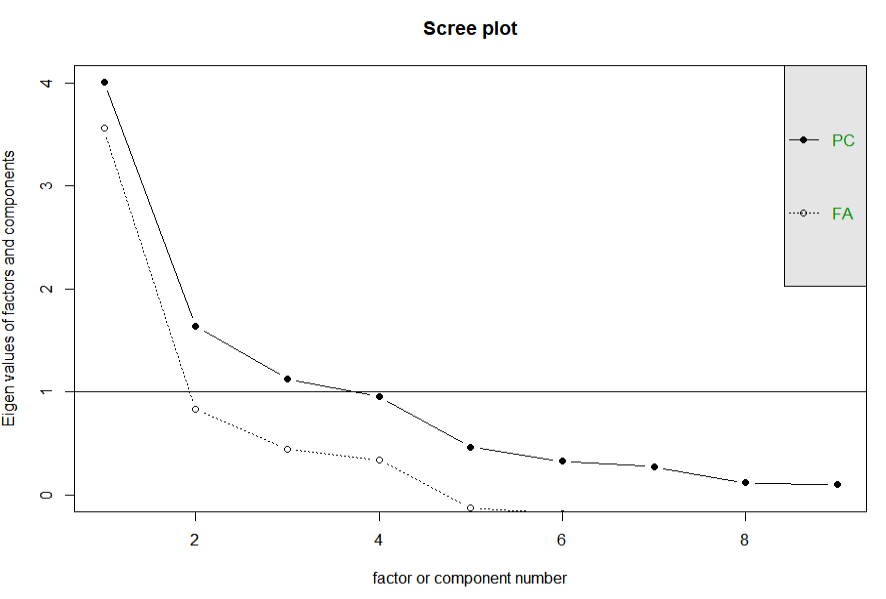 Scree plot
Eigen values of factors and components
4
3
2
1
0
PC
FA
2
4
6
8
factor or component number